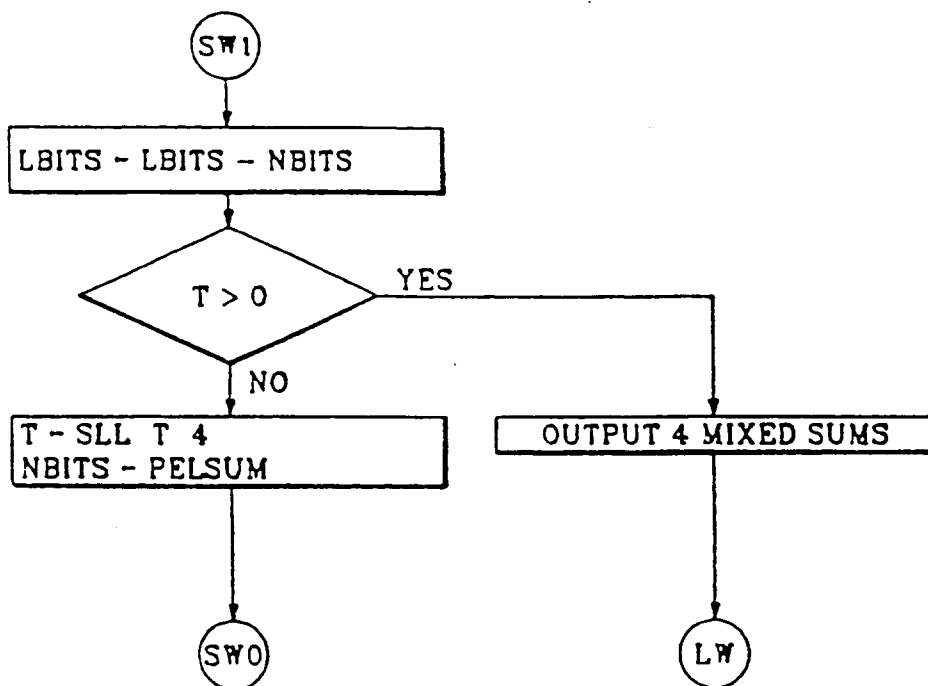 SW1
LBITS - LBITS - NBITS
T > 0
YES
NO
T - SLL T 4
NBITS - PELSUM
OUTPUT 4 MIXED SUMS
SW0
LW